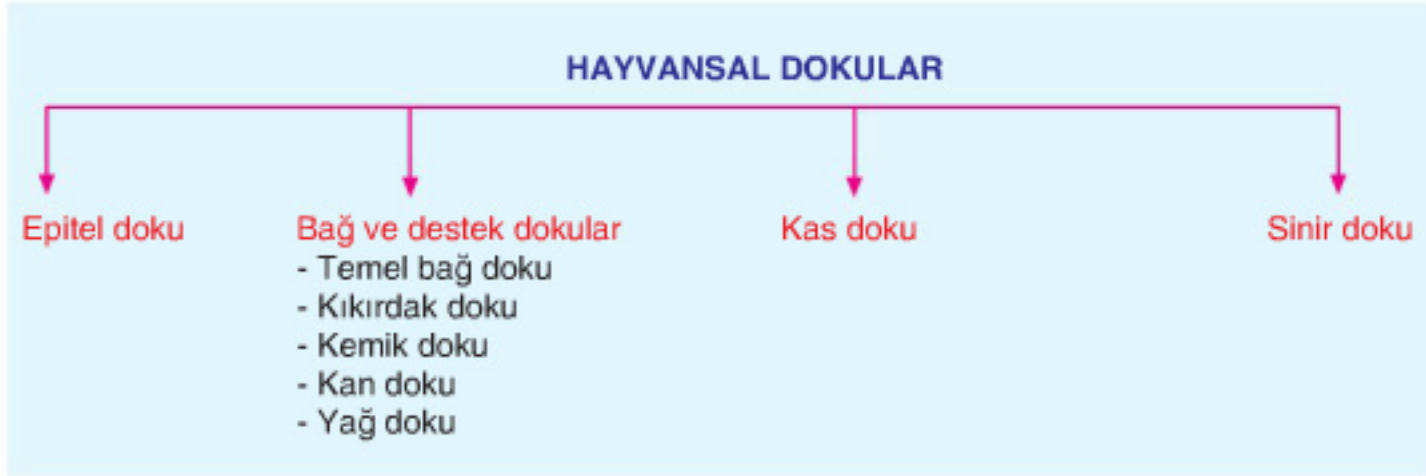 HAYVANSAL DOKULAR
Epitel doku
Bağ ve destek dokular
- Temel bağ doku
- Kıkırdak doku
- Kemik doku
- Kan doku
- Yağ doku
Kas doku
Sinir doku